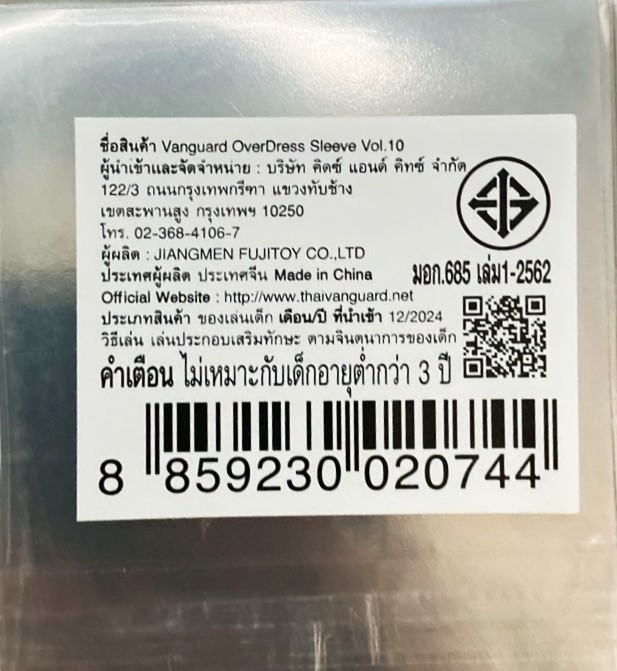 ชื่อสินค้า Vanguard OverDress Sleeve Vol.10
ผู้นำเข้าและจัดจำหน่าย : บริษัท คิดซ์ แอนด์ คิทซ์ จำกัด
122/3 ถนนกรุงเทพกรีฑา แขวงทับช้าง
เขตสะพานสูง กรุงเทพฯ 10250
โทร. 02-368-4106-7
ผู้ผลิต : JIANGMEN FUJITOY CO.,LTD
ประเทศผู้ผลิต ประเทศจีน Made in China
มอก.685 เล่ม1-2562
Official Website : http://www.thaivanguard.net
ประเภทสินค้า ของเล่นเด็ก เดือน/ปี ที่นำเข้า 12/2024
วิธีเล่น เล่นประกอบเสริมทักษะ ตามจินตนาการของเด็ก
คำเตือน ไม่เหมาะกับเด็กอายุต่ำกว่า 3 ปี
8 859230 020744